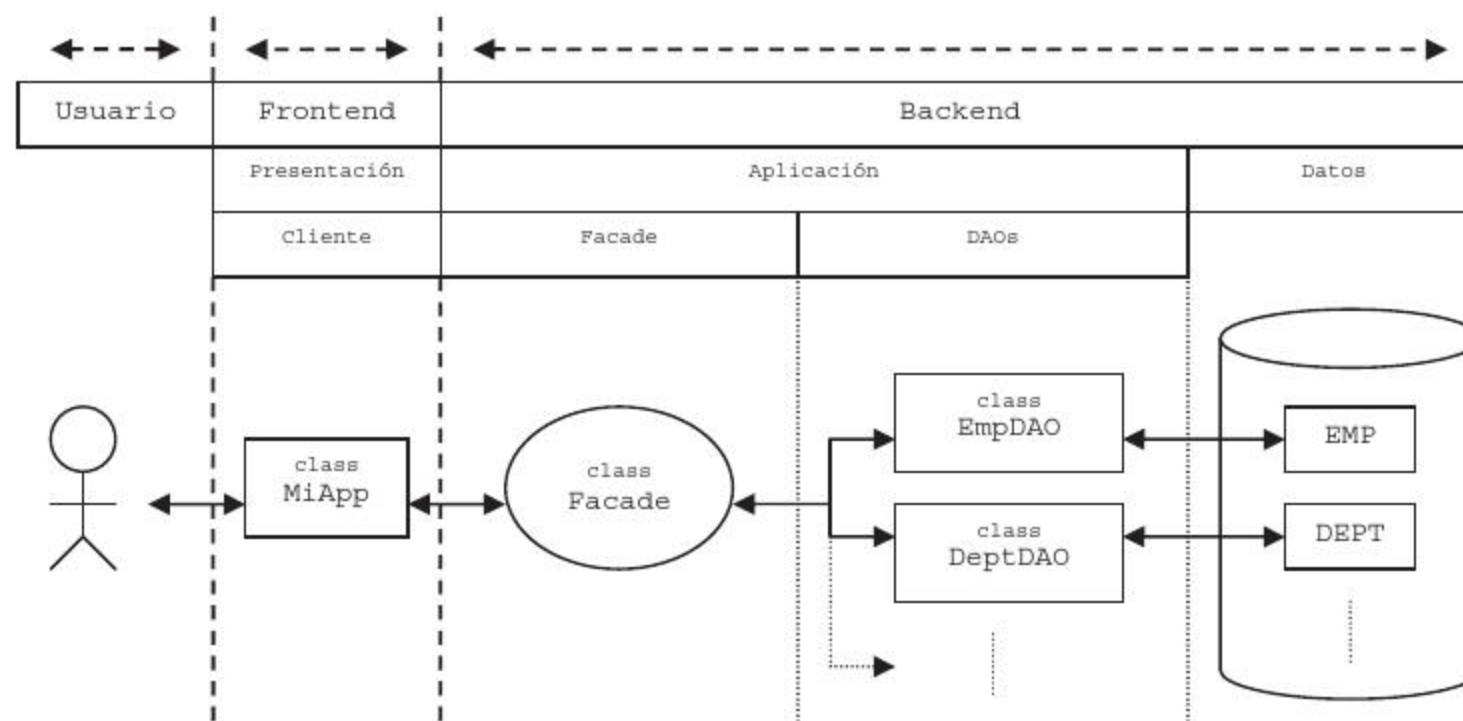 Usuario
Frontend
Backend
Presentación
Aplicación
Datos
Cliente
Facade
DAOs
class
MiApp
class
Facade
class
EmpDAO
class
DeptDAO
EMP
DEPT